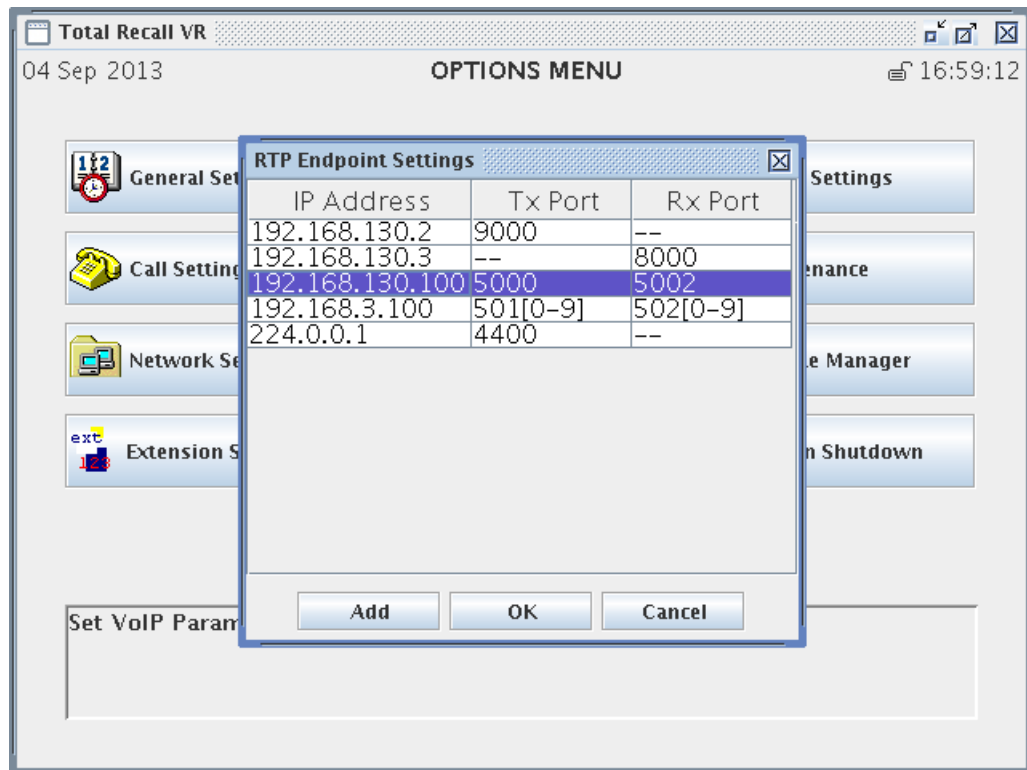 Total Recall VR
04 Sep 2013 OPTIONS MENU 16:59:12
RTP Endpoint Settings
IP Address Tx Port Rx Port
192.168.130.2 9000 --
192.168.130.3 -- 8000
192.168.130.100 5000 5002
192.168.3.100 501[0-9] 502[0-9]
224.0.0.1 4400 --
Add OK Cancel
General Set
Settings
Call Setting
enance
Network Se
e Manager
ext 123 Extension S
n Shutdown
Set VoIP Param